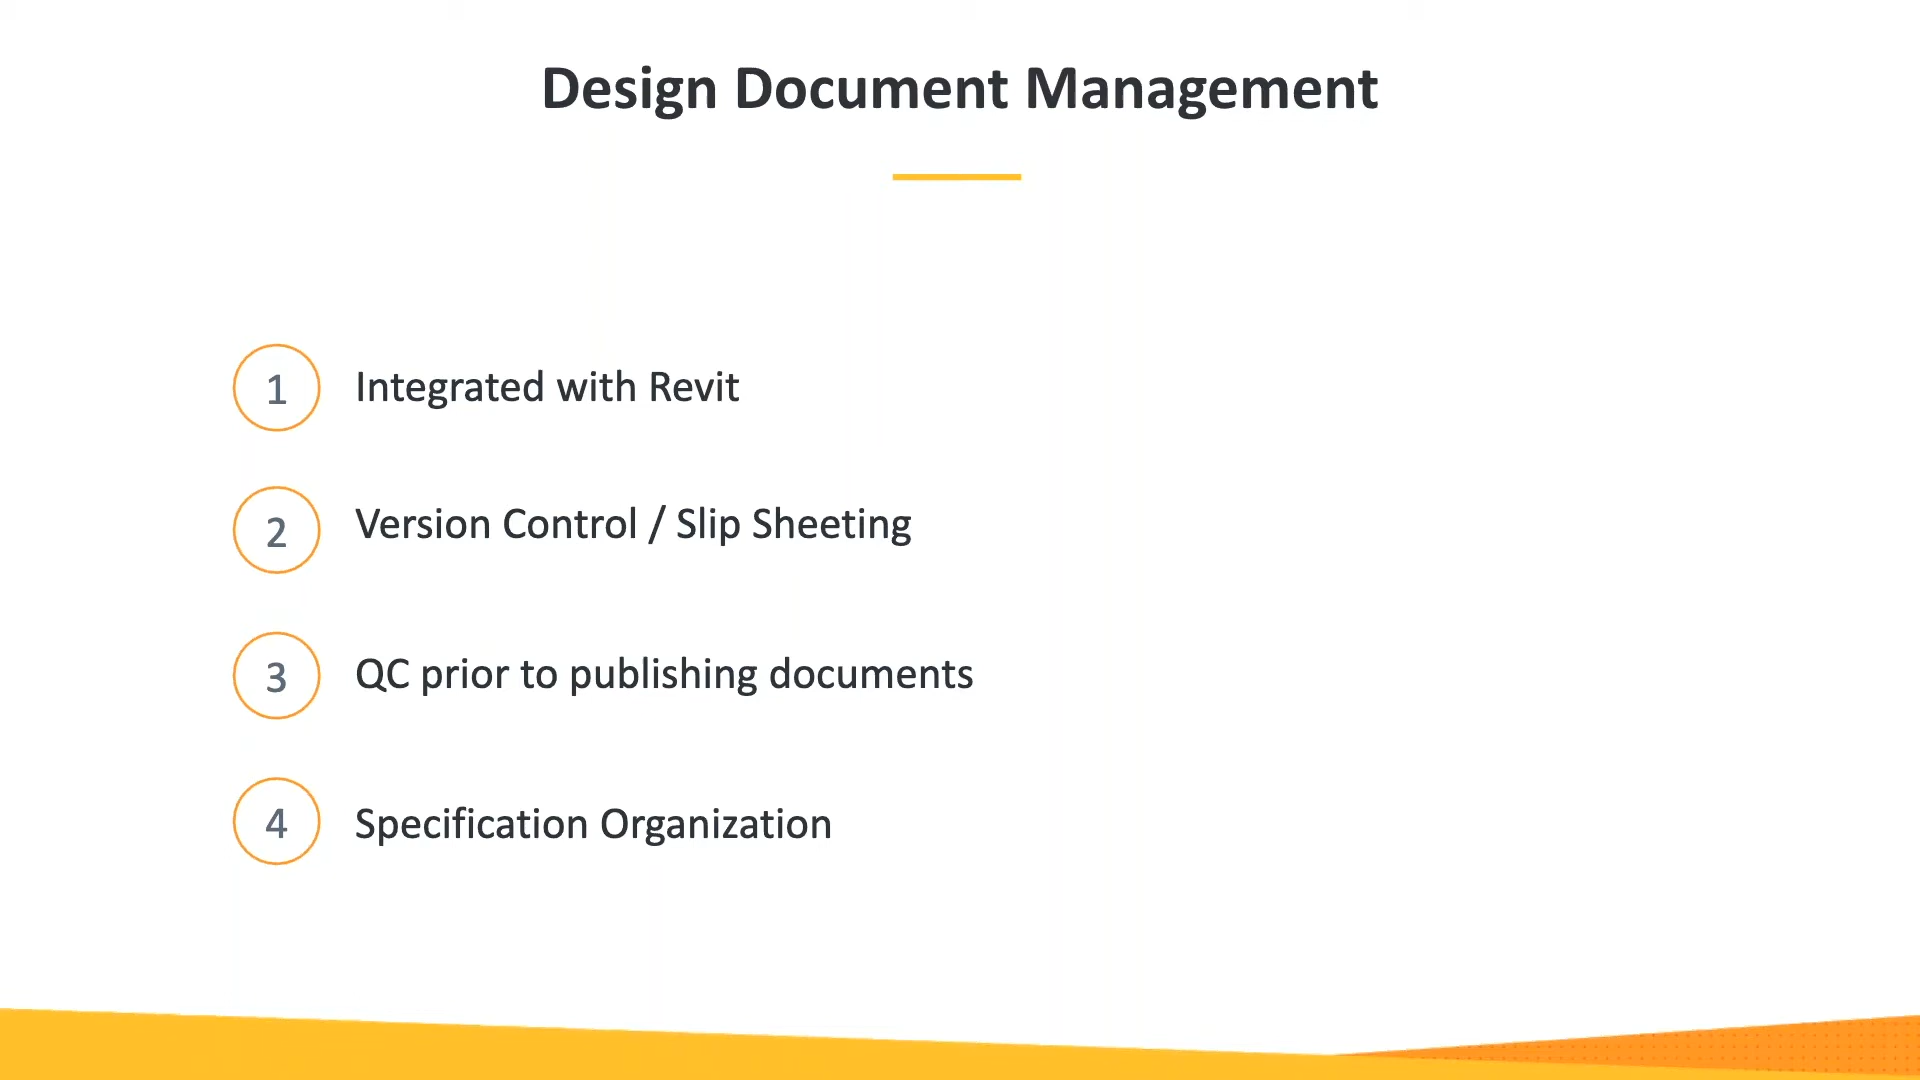 Design Document Management
1 Integrated with Revit
2 Version Control / Slip Sheeting
3 QC prior to publishing documents
4 Specification Organization